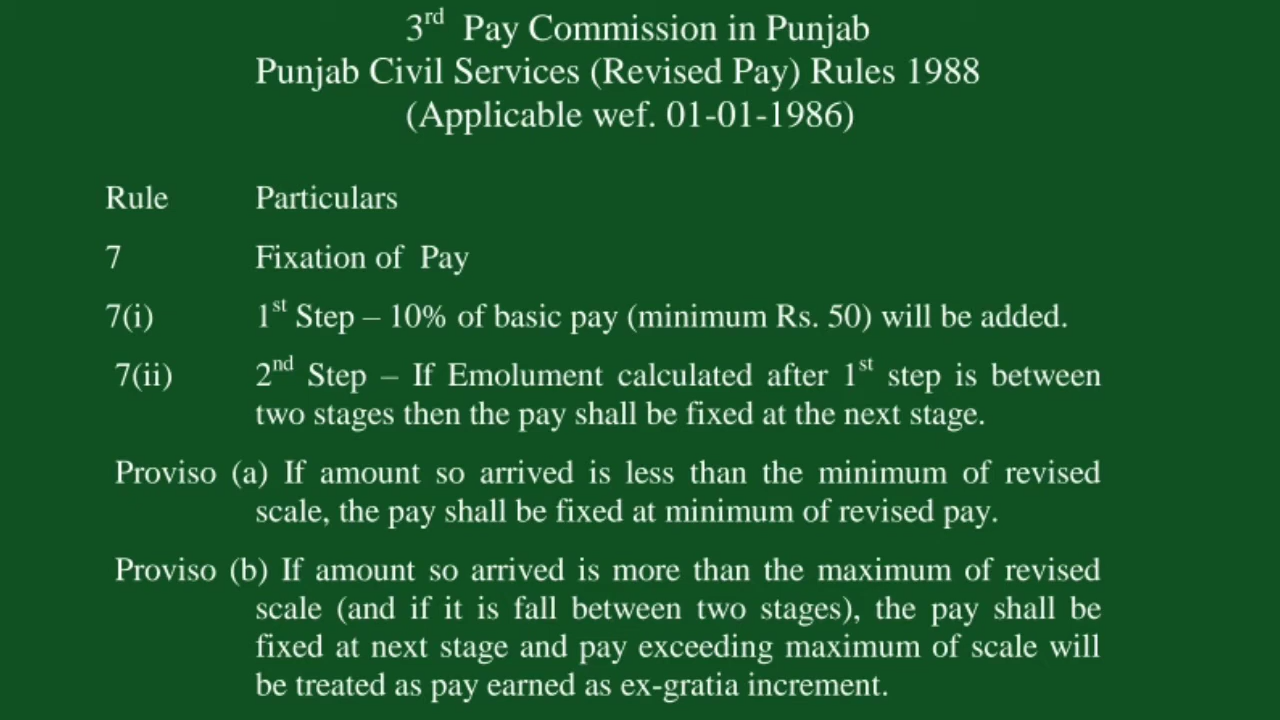 3rd Pay Commission in Punjab
Punjab Civil Services (Revised Pay) Rules 1988
(Applicable wef. 01-01-1986)
Rule Particulars
7 Fixation of Pay
7(i) 1st Step – 10% of basic pay (minimum Rs. 50) will be added.
7(ii) 2nd Step – If Emolument calculated after 1st step is between
two stages then the pay shall be fixed at the next stage.
Proviso (a) If amount so arrived is less than the minimum of revised
scale, the pay shall be fixed at minimum of revised pay.
Proviso (b) If amount so arrived is more than the maximum of revised
scale (and if it is fall between two stages), the pay shall be
fixed at next stage and pay exceeding maximum of scale will
be treated as pay earned as ex-gratia increment.